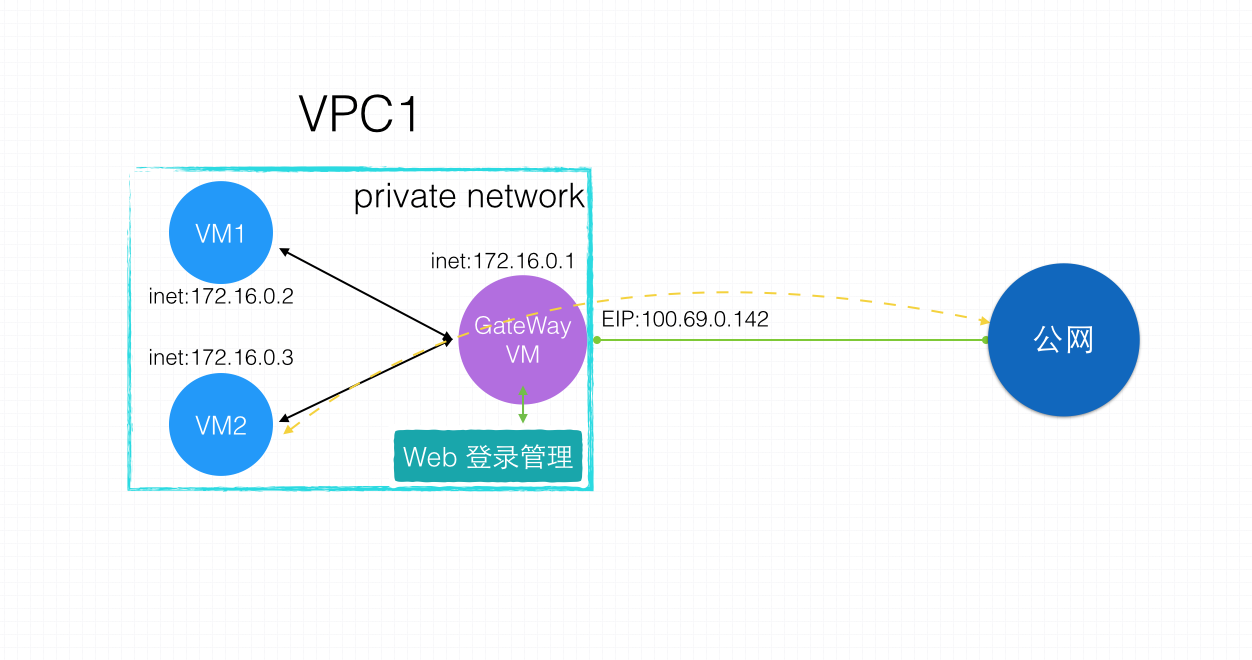 VPC1
private network
VM1
inet:172.16.0.1
inet:172.16.0.2
EIP:100.69.0.142
GateWay
VM
公网
inet:172.16.0.3
VM2
Web 登录管理